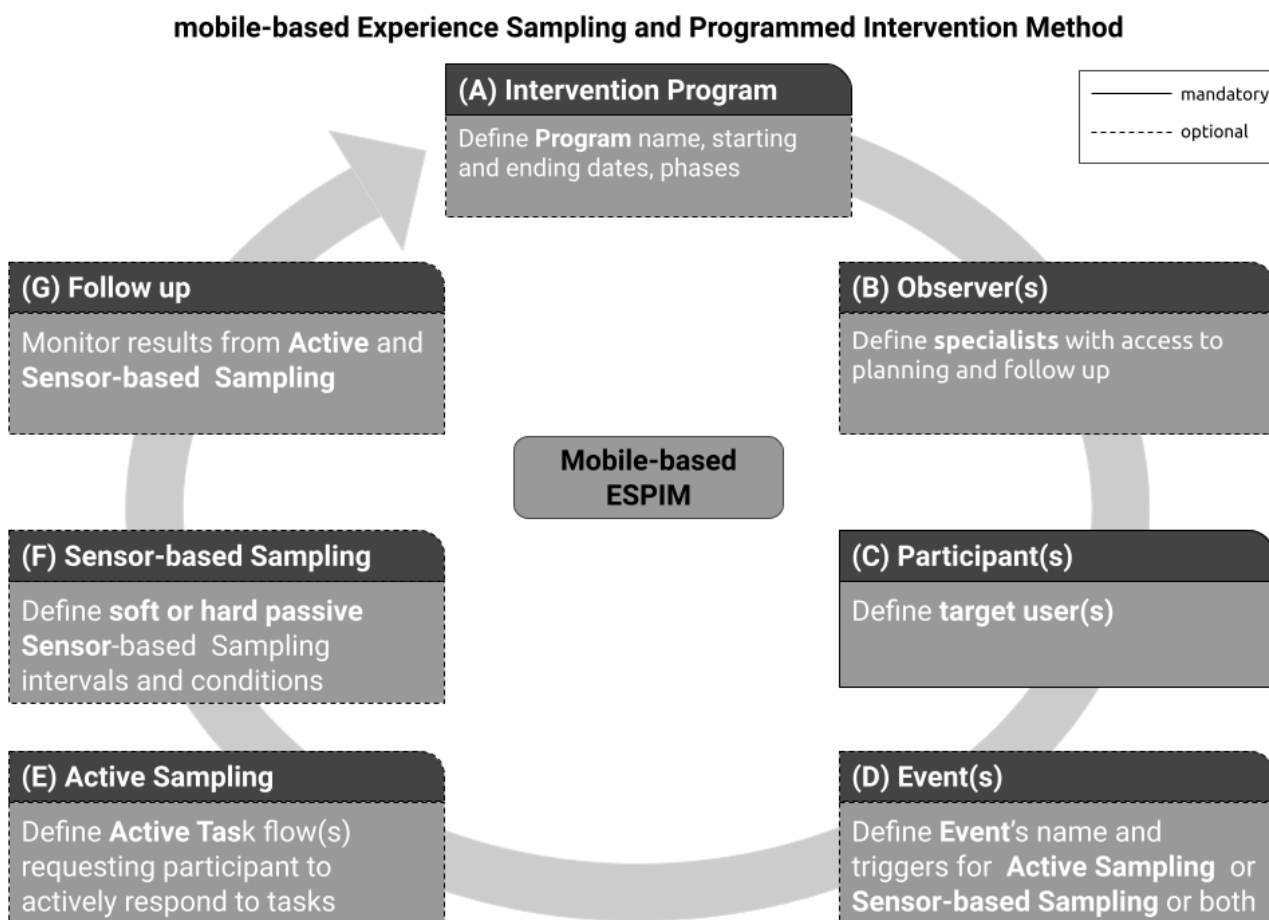 mobile-based Experience Sampling and Programmed Intervention Method
mandatory
optional
(A) Intervention Program
Define Program name, starting
and ending dates, phases
(B) Observer(s)
Define specialists with access to
planning and follow up
(C) Participant(s)
Define target user(s)
(D) Event(s)
Define Event's name and
triggers for Active Sampling or
Sensor-based Sampling or both
(E) Active Sampling
Define Active Task flow(s)
requesting participant to
actively respond to tasks
(F) Sensor-based Sampling
Define soft or hard passive
Sensor-based Sampling
intervals and conditions
(G) Follow up
Monitor results from Active and
Sensor-based Sampling
Mobile-based
ESPIM